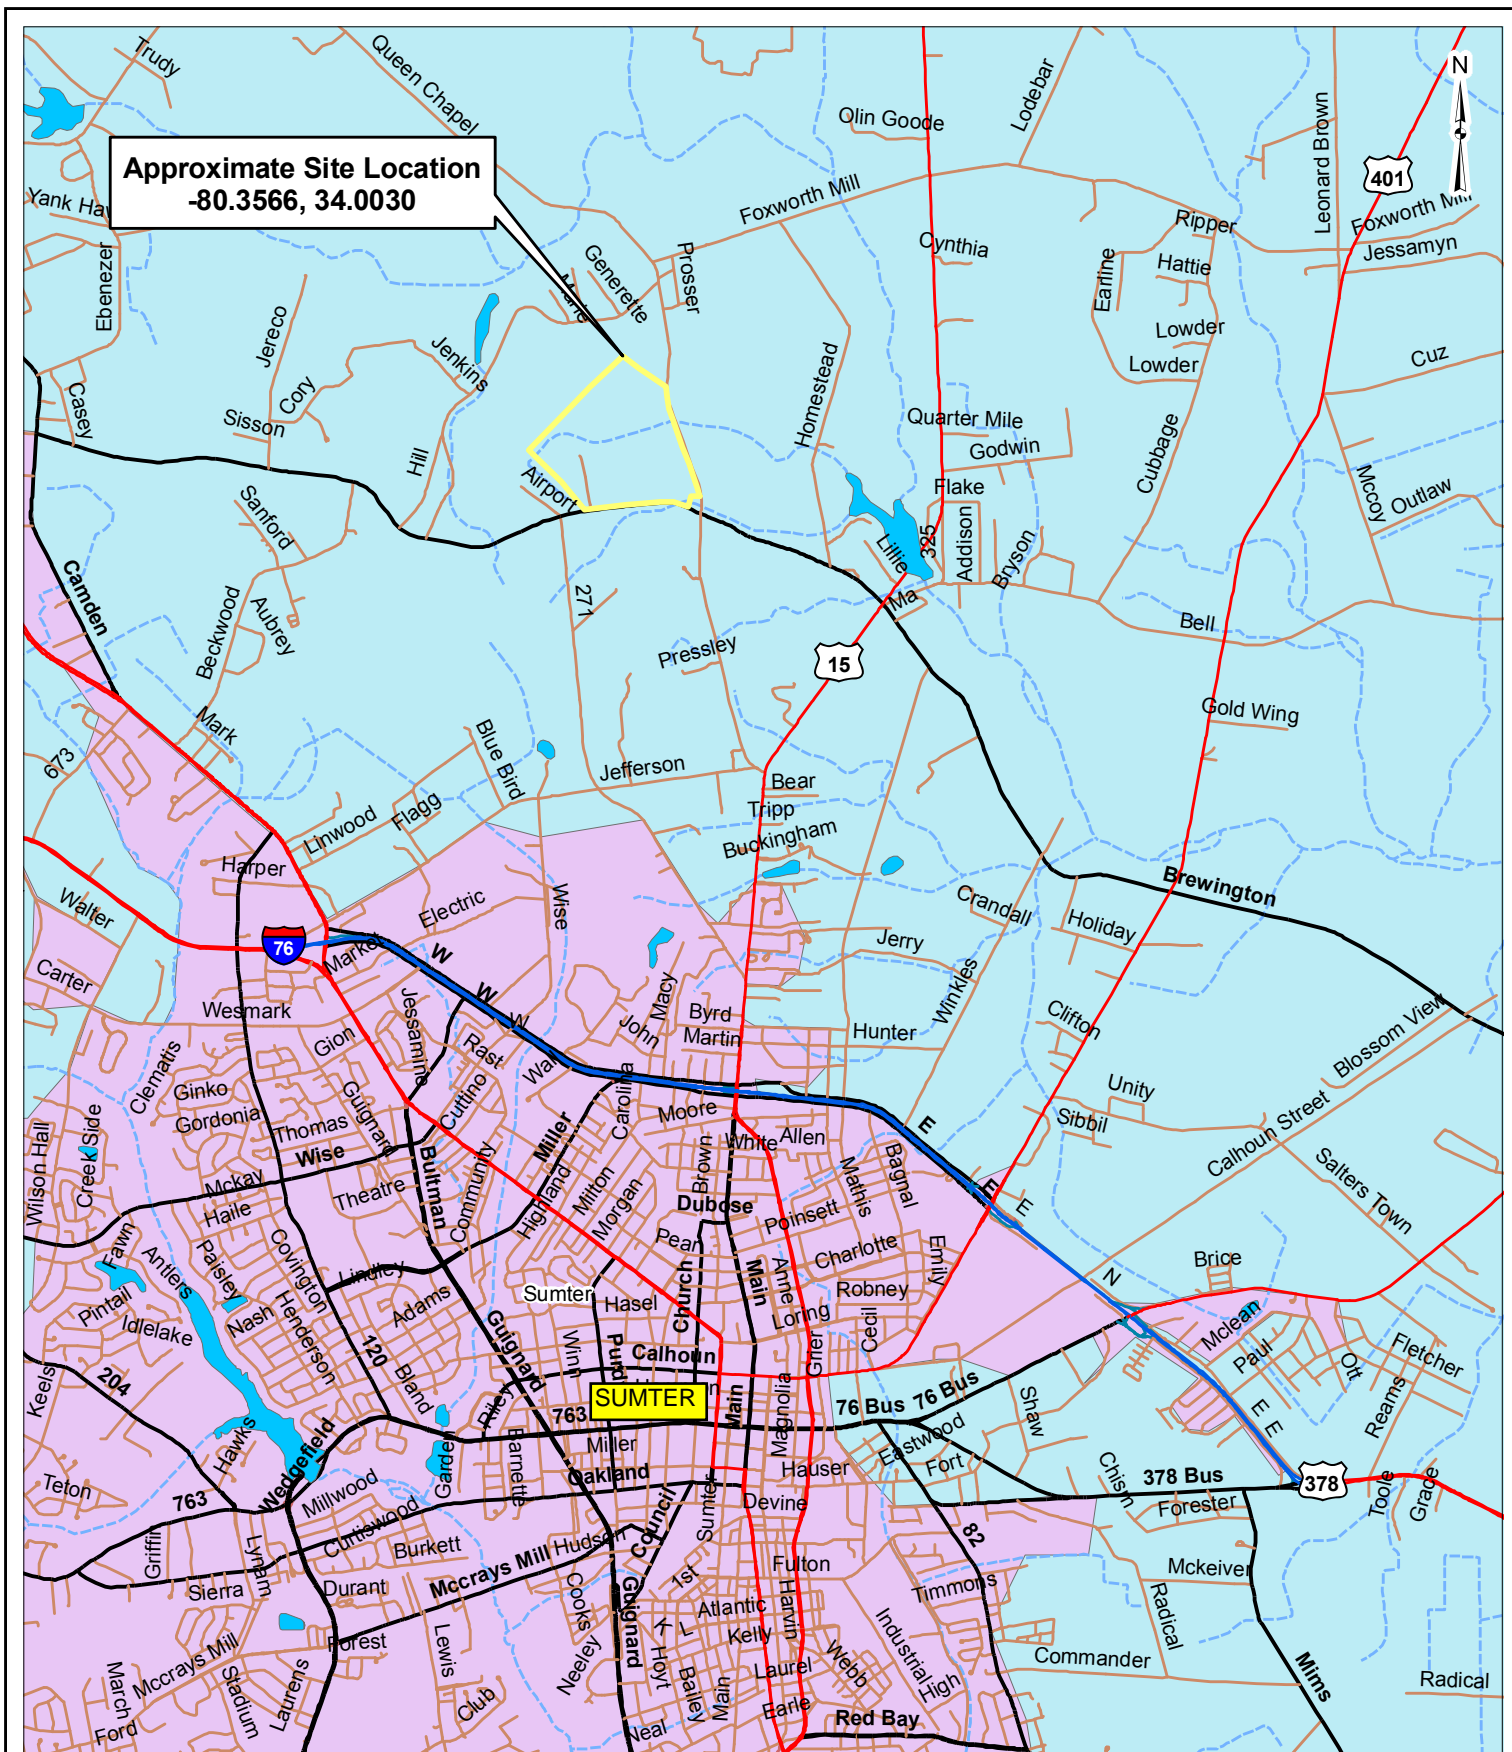 Trudy
Queen Chapel
Olin Goode
Lodebar
Leonard Brown
N
401
Approximate Site Location
-80.3566, 34.0030
Foxworth Mill
Ripper
Foxworth Mill
Jessamyn
Ebenezer
Generette
Prosser
Cynthia
Earline
Hattie
Lowder
Lowder
Cuz
Jereco
Cory
Sisson
Jenkins
Casey
Hill
Homestead
Quarter Mile
Godwin
Cubbage
Flake
Airport
Mccoy
Outlaw
Sanford
325
Addison
Bryson
Lillie
Ma
Camden
Beckwood
Aubrey
271
Pressley
15
Bell
Mark
673
Blue Bird
Jefferson
Bear
Tripp
Buckingham
Gold Wing
Linwood
Flagg
Harper
Walter
Electric
Wise
Brewington
Crandall
Holiday
Jerry
Winkles
76
Market
W
W
W
Carter
Wesmark
Jessamine
Macy
John
Byrd
Martin
Hunter
Clifton
Blossom View
Gion
Rast
Clematis
Ginko
Gordonia
Guignard
Thomas
Cuttino
Carolina
Moore
Miller
White
Allen
E
Unity
Sibbil
Calhoun Street
Salters Town
Wilson Hall
Creek Side
Wise
Mckay
Haile
Theatre
Bultman
Community
Highland
Milton
Morgan
Brown
Dubose
Mathis
Bagnal
E
E
Poinsett
Pear
Charlotte
Emily
Robney
Fawn
Antlers
Paisley
Covington
Lindley
Adams
Sumter
Hasel
Church
Main
Anne
Loring
Cecil
N
Brice
Pintail
Idlelake
Nash
Henderson
120
Bland
Guignard
Winn
Calhoun
Grier
Mclean
Paul
Ott
Fletcher
Reams
Keels
204
Riley
SUMTER
Main
Magnolia
76 Bus
76 Bus
Shaw
E
E
763
Miller
Barnette
Garden
Hawks
Wedgefield
Oakland
Hauser
Eastwood
Fort
Chism
378 Bus
378
Forester
Toole
Grace
Teton
763
Millwood
Curtiswood
Burkett
Devine
Sumter
Council
Hudson
82
Griffin
Lynam
Sierra
Durant
Mccrays Mill
Cooks
Guignard
1st
Fulton
Harvin
Atlantic
Timmons
Mckeiver
Radical
K
L
Kelly
Hoyt
Forest
Lewis
Mccrays Mill
Neeley
Laurel
Webb
Industrial
High
Commander
Mims
Radical
March
Ford
Stadium
Laurens
Club
Bailey
Main
Neal
Earle
Red Bay